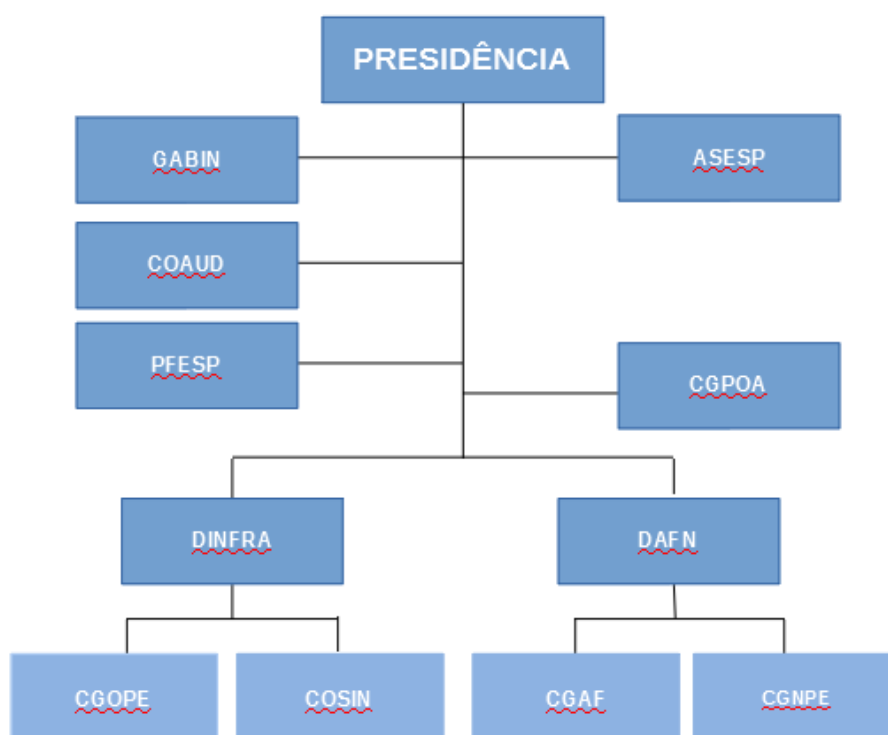 PRESIDÊNCIA
GABIN
ASESP
COAUD
PFESP
CGPOA
DINFRA
DAFN
CGOPE
COSIN
CGAF
CGNPE